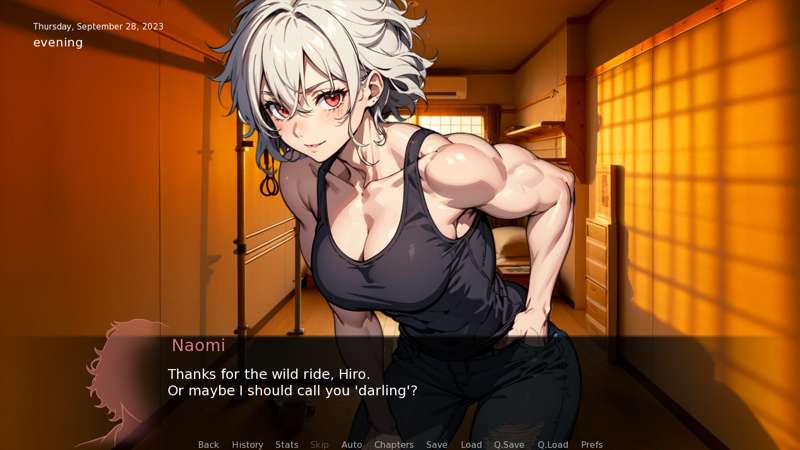 Thursday, September 28, 2023
evening
Naomi
Thanks for the wild ride, Hiro.
Or maybe I should call you 'darling'?
Back History Stats Skip Auto Chapters Save Load Q.Save Q.Load Prefs